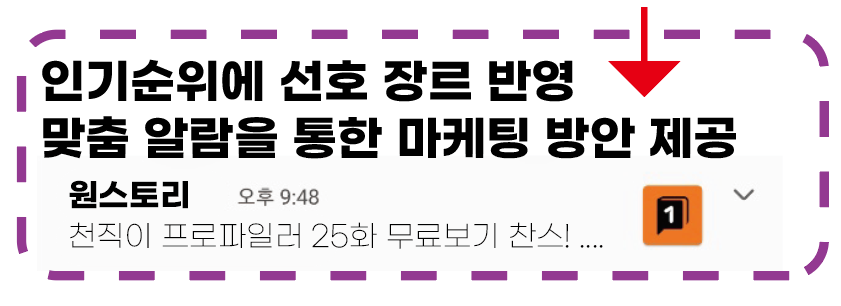 인기순위에 선호 장르 반영
맞춤 알람을 통한 마케팅 방안 제공
원스토리 오후 9:48
1
천직이 프로파일러 25화 무료보기 찬스! ....